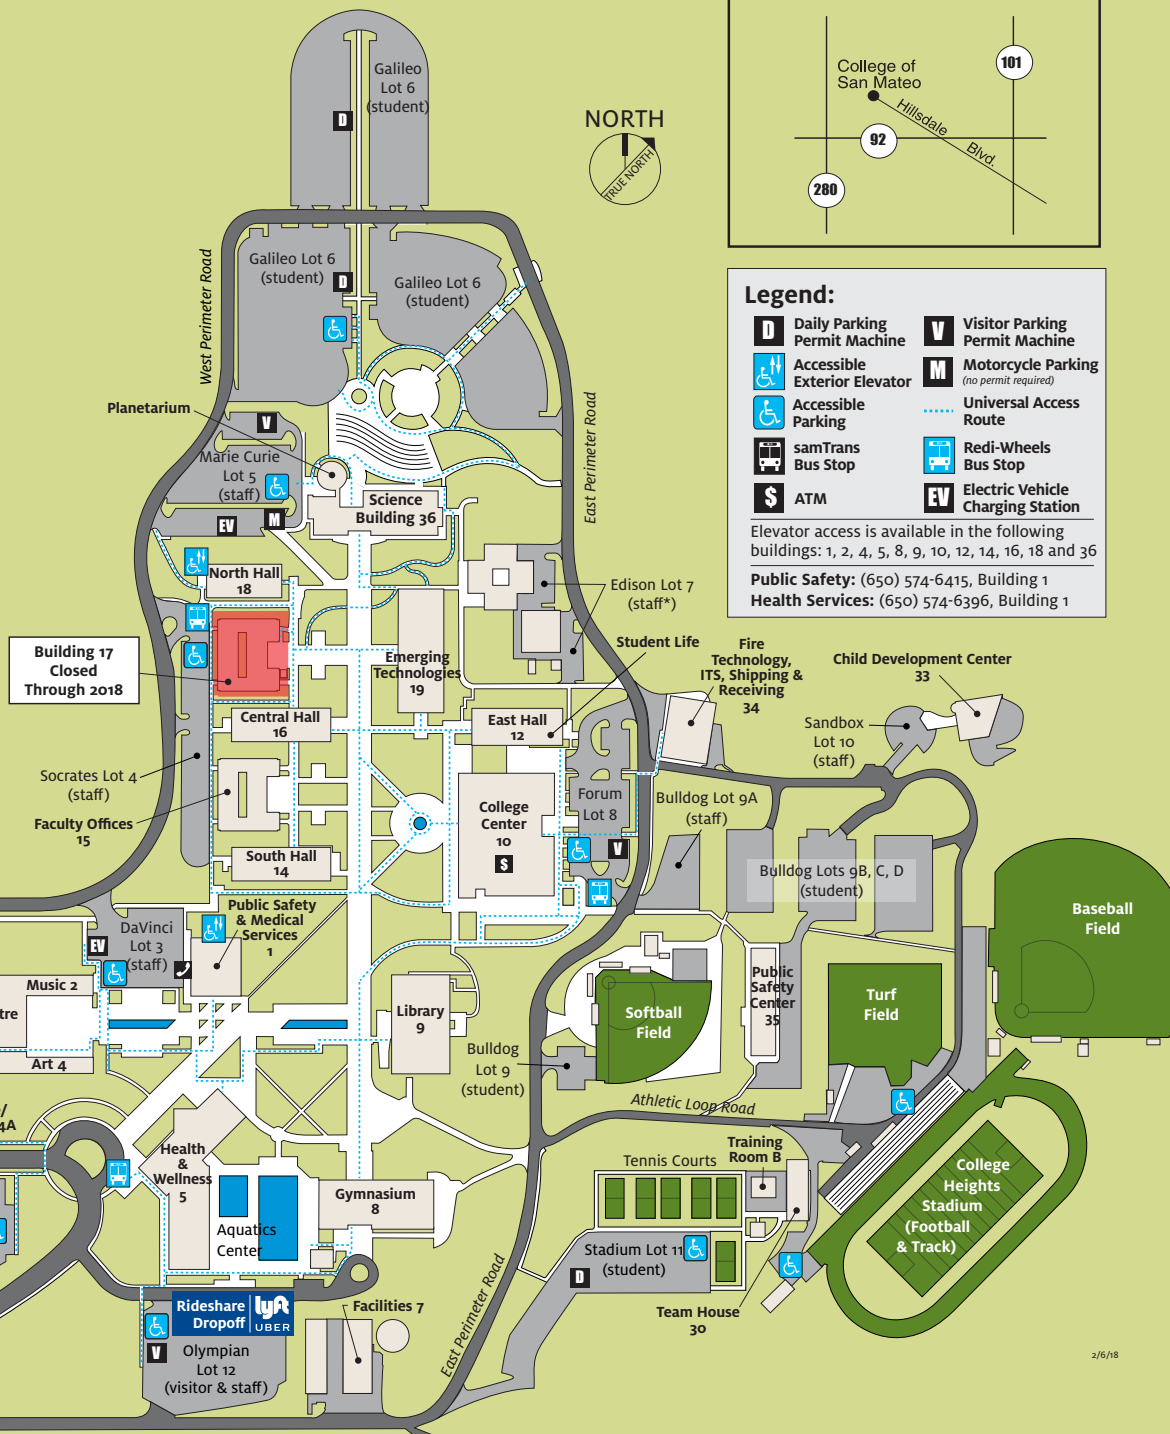 Galileo
Lot 6
(student)
D
NORTH
TRUE NORTH
College of
San Mateo
101
Hillsdale
Blvd.
92
280
West Perimeter Road
Galileo Lot 6
(student)
D
Galileo Lot 6
(student)
Legend:
D
Daily Parking
Permit Machine
V
Visitor Parking
Permit Machine
Accessible
Exterior Elevator
M
Motorcycle Parking
(no permit required)
Accessible
Parking
Universal Access
Route
samTrans
Bus Stop
Redi-Wheels
Bus Stop
$
ATM
EV
Electric Vehicle
Charging Station
Elevator access is available in the following
buildings: 1, 2, 4, 5, 8, 9, 10, 12, 14, 16, 18 and 36
Public Safety: (650) 574-6415, Building 1
Health Services: (650) 574-6396, Building 1
Planetarium
V
Marie Curie
Lot 5
(staff)
EV
M
Science
Building 36
East Perimeter Road
North Hall
18
Edison Lot 7
(staff*)
Building 17
Closed
Through 2018
Emerging
Technologies
19
Student Life
Fire
Technology,
ITS, Shipping &
Receiving
34
Child Development Center
33
Central Hall
16
East Hall
12
Sandbox
Lot 10
(staff)
Socrates Lot 4
(staff)
Faculty Offices
15
College
Center
10
$
Forum
Lot 8
V
Bulldog Lot 9A
(staff)
South Hall
14
Bulldog Lots 9B, C, D
(student)
Public Safety
& Medical
Services
1
DaVinci
Lot 3
(staff)
EV
Baseball
Field
Music 2
tre
Art 4
Library
9
Softball
Field
Public
Safety
Center
35
Turf
Field
Bulldog
Lot 9
(student)
Athletic Loop Road
/
4A
Health
&
Wellness
5
Aquatics
Center
Gymnasium
8
Tennis Courts
Training
Room B
College
Heights
Stadium
(Football
& Track)
Stadium Lot 11
(student)
D
Team House
30
East Perimeter Road
Rideshare
Dropoff
lyft
UBER
Facilities 7
V
Olympian
Lot 12
(visitor & staff)
2/6/18